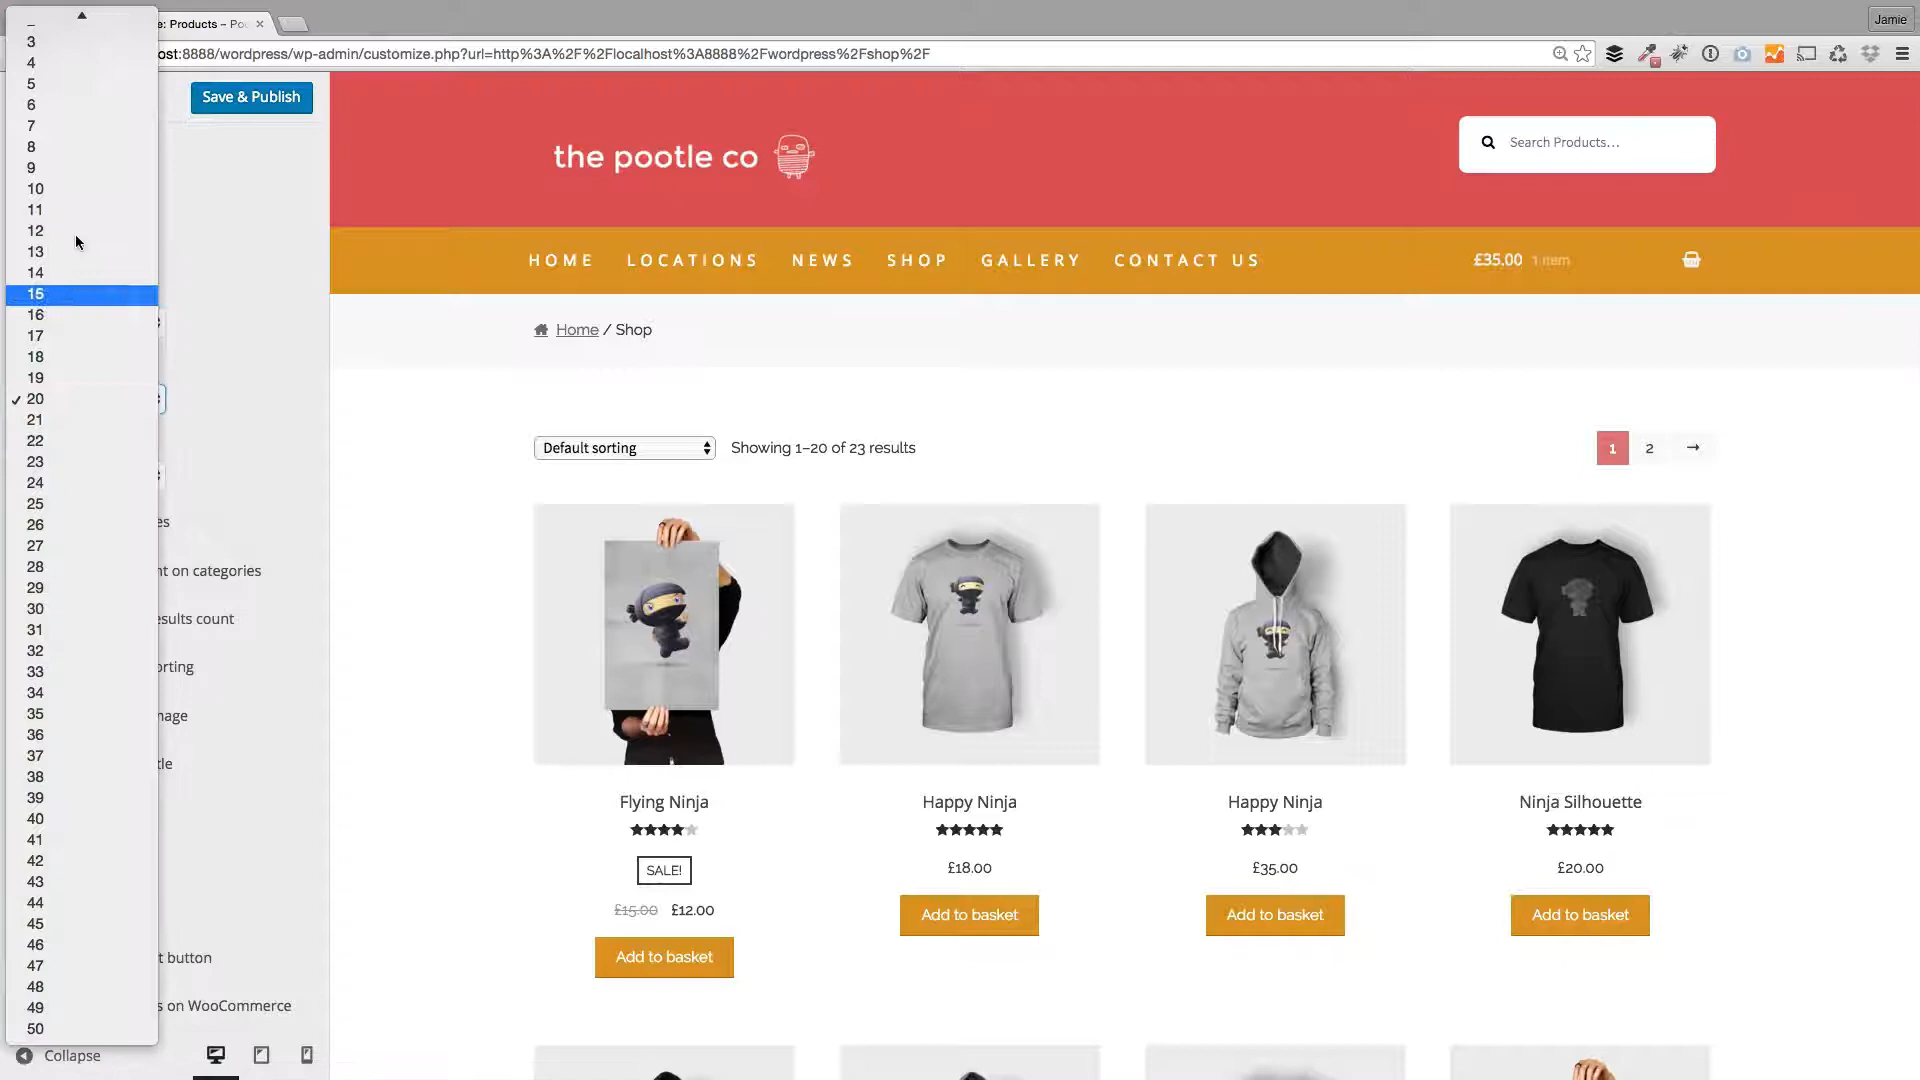 e: Products – Poo
Jamie
ost:8888/wordpress/wp-admin/customize.php?url=http%3A%2F%2Flocalhost%3A8888%2Fwordpress%2Fshop%2F
3
4
5
6
7
8
9
10
11
12
13
14
15
16
17
18
19
✓ 20
21
22
23
24
25
26
27
28
29
30
31
32
33
34
35
36
37
38
39
40
41
42
43
44
45
46
47
48
49
50
Save & Publish
es
nt on categories
esults count
orting
mage
tle
t button
s on WooCommerce
Collapse
the pootle co
Search Products...
HOME LOCATIONS NEWS SHOP GALLERY CONTACT US
£35.00 1 item
Home / Shop
Default sorting
Showing 1–20 of 23 results
1 2 →
Flying Ninja
SALE!
£15.00 £12.00
Add to basket
Happy Ninja
£18.00
Add to basket
Happy Ninja
£35.00
Add to basket
Ninja Silhouette
£20.00
Add to basket